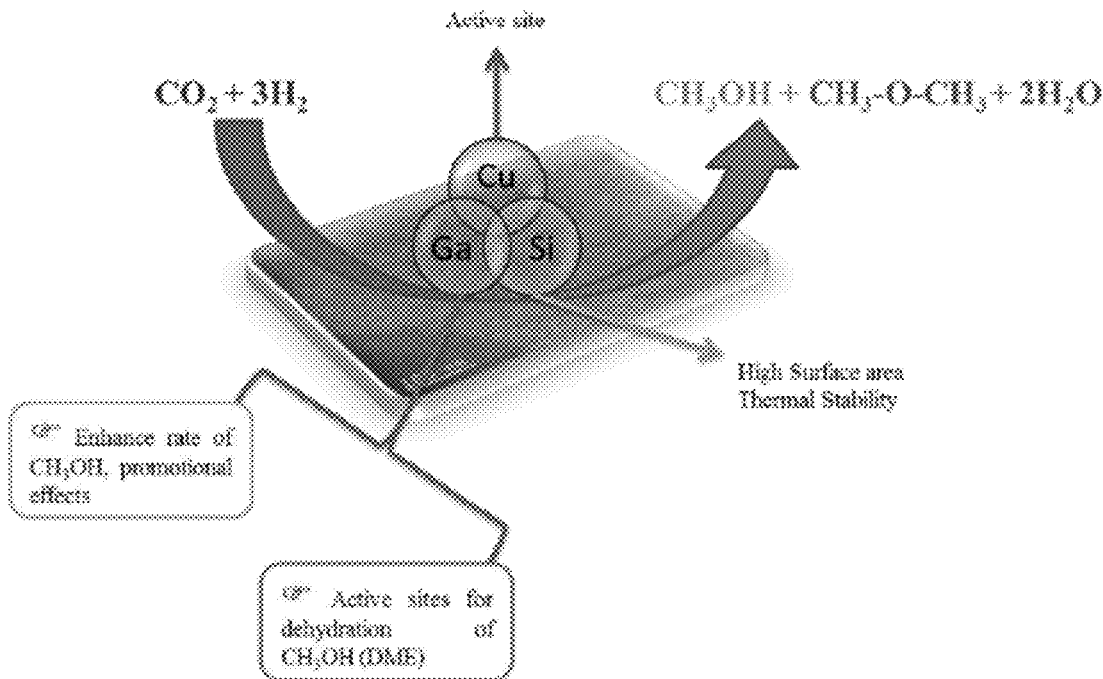 Active site
CO₂ + 3H₂
CH₃OH + CH₃-O-CH₃ + 2H₂O
Cu
Ga Si
High Surface area
Thermal Stability
☞ Enhance rate of
CH₃OH, promotional
effects
☞ Active sites for
dehydration of
CH₃OH (DME)